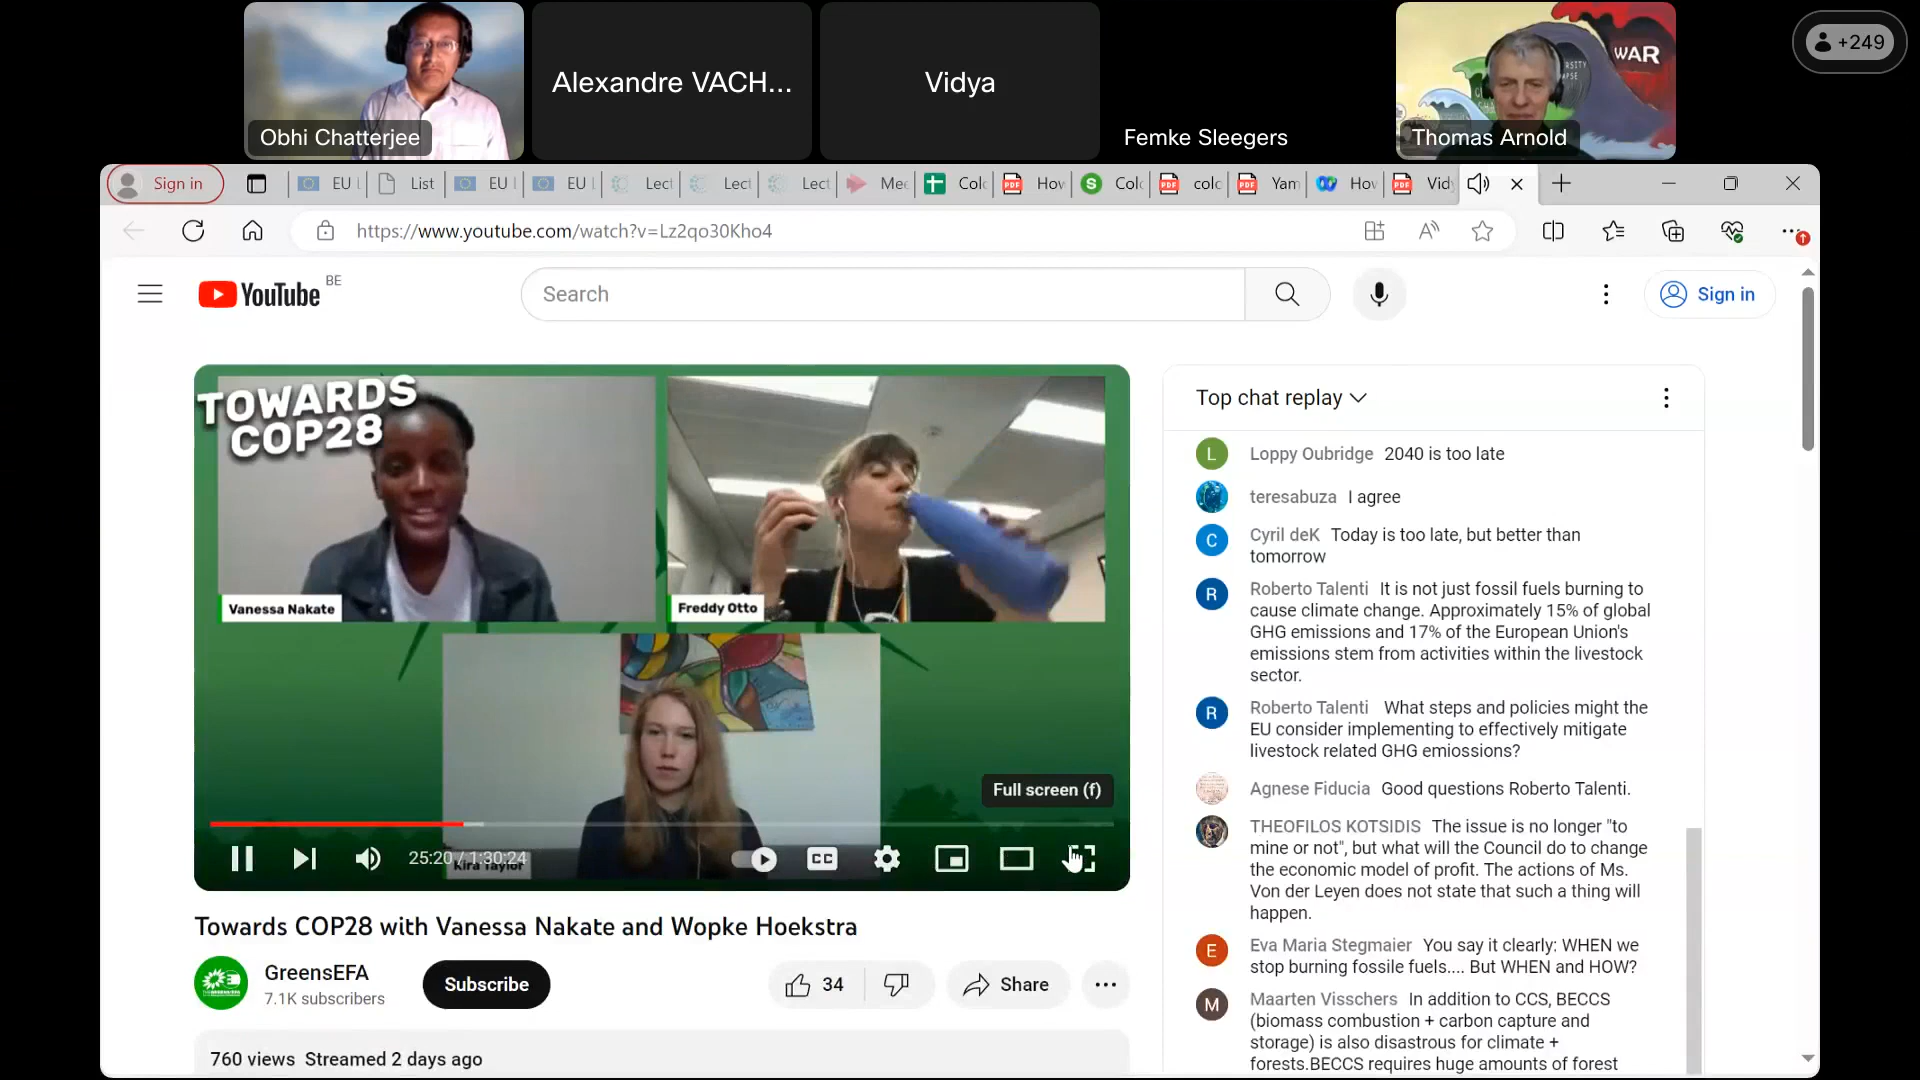 Obhi Chatterjee
Alexandre VACH...
Vidya
Femke Sleegers
WAR
Thomas Arnold
+249
Sign in
EU
List
EU
EU
Lect
Lect
Lect
Mee
Colo
How
Colo
colo
Yam
How
Vid
https://www.youtube.com/watch?v=Lz2qo30Kho4
YouTube BE
Search
Sign in
TOWARDS
COP28
Vanessa Nakate
Freddy Otto
Kira Taylor
Full screen (f)
25:20 / 1:30:24
CC
Towards COP28 with Vanessa Nakate and Wopke Hoekstra
GreensEFA
7.1K subscribers
Subscribe
34
Share
760 views Streamed 2 days ago
Top chat replay
Loppy Oubridge 2040 is too late
teresabuza I agree
Cyril deK Today is too late, but better than
tomorrow
Roberto Talenti It is not just fossil fuels burning to
cause climate change. Approximately 15% of global
GHG emissions and 17% of the European Union's
emissions stem from activities within the livestock
sector.
Roberto Talenti What steps and policies might the
EU consider implementing to effectively mitigate
livestock related GHG emiossions?
Agnese Fiducia Good questions Roberto Talenti.
THEOFILOS KOTSIDIS The issue is no longer "to
mine or not", but what will the Council do to change
the economic model of profit. The actions of Ms.
Von der Leyen does not state that such a thing will
happen.
Eva Maria Stegmaier You say it clearly: WHEN we
stop burning fossile fuels.... But WHEN and HOW?
Maarten Visschers In addition to CCS, BECCS
(biomass combustion + carbon capture and
storage) is also disastrous for climate +
forests.BECCS requires huge amounts of forest